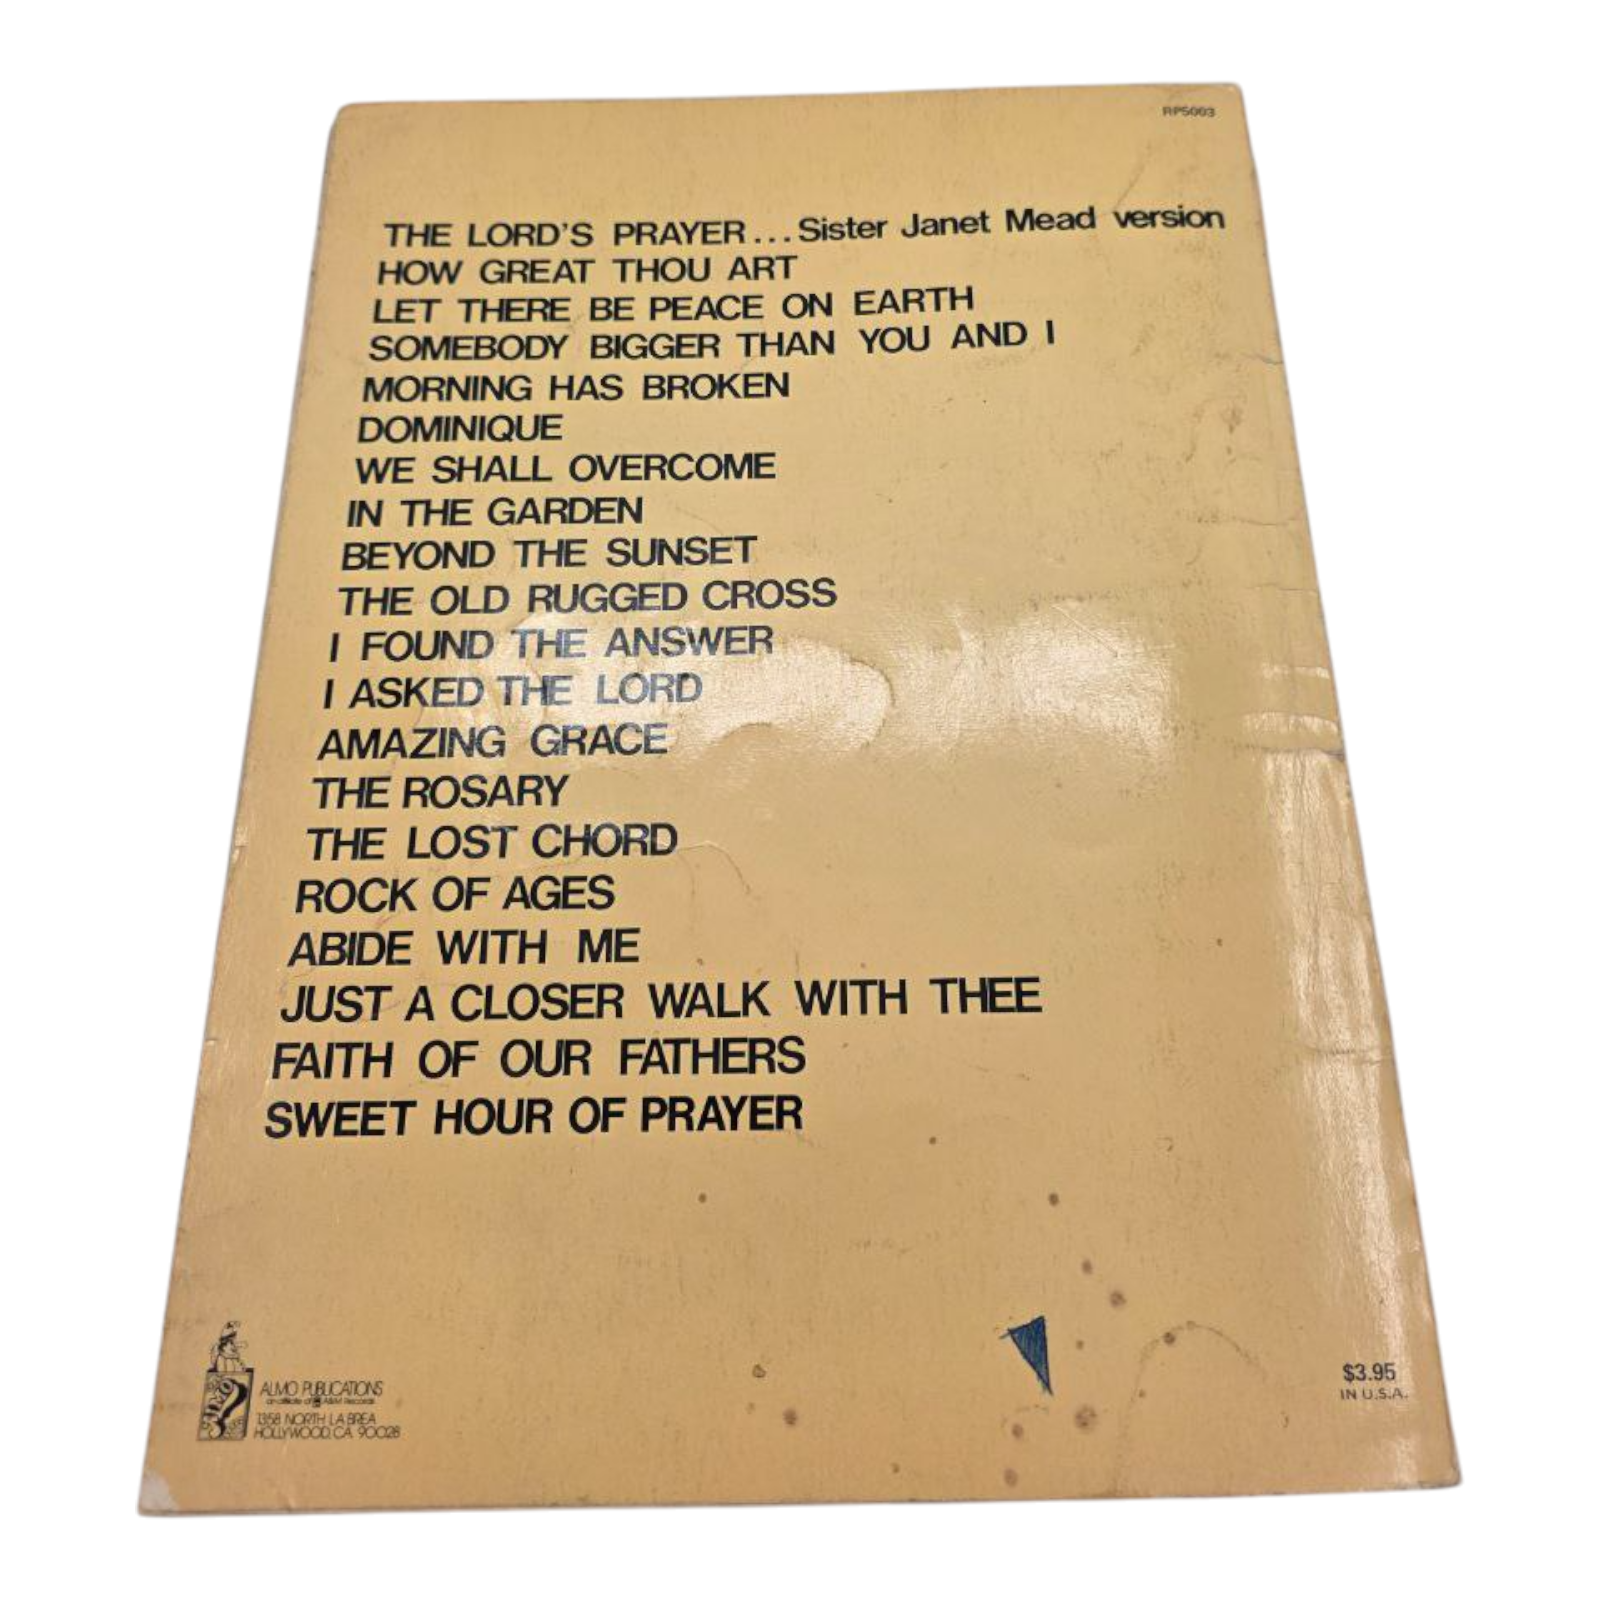 RP5003
THE LORD'S PRAYER...Sister Janet Mead version
HOW GREAT THOU ART
LET THERE BE PEACE ON EARTH
SOMEBODY BIGGER THAN YOU AND I
MORNING HAS BROKEN
DOMINIQUE
WE SHALL OVERCOME
IN THE GARDEN
BEYOND THE SUNSET
THE OLD RUGGED CROSS
I FOUND THE ANSWER
I ASKED THE LORD
AMAZING GRACE
THE ROSARY
THE LOST CHORD
ROCK OF AGES
ABIDE WITH ME
JUST A CLOSER WALK WITH THEE
FAITH OF OUR FATHERS
SWEET HOUR OF PRAYER
ALMO PUBLICATIONS
an affiliate of A&M Records
1358 NORTH LA BREA
HOLLYWOOD, CA. 90028
$3.95
IN U.S.A.